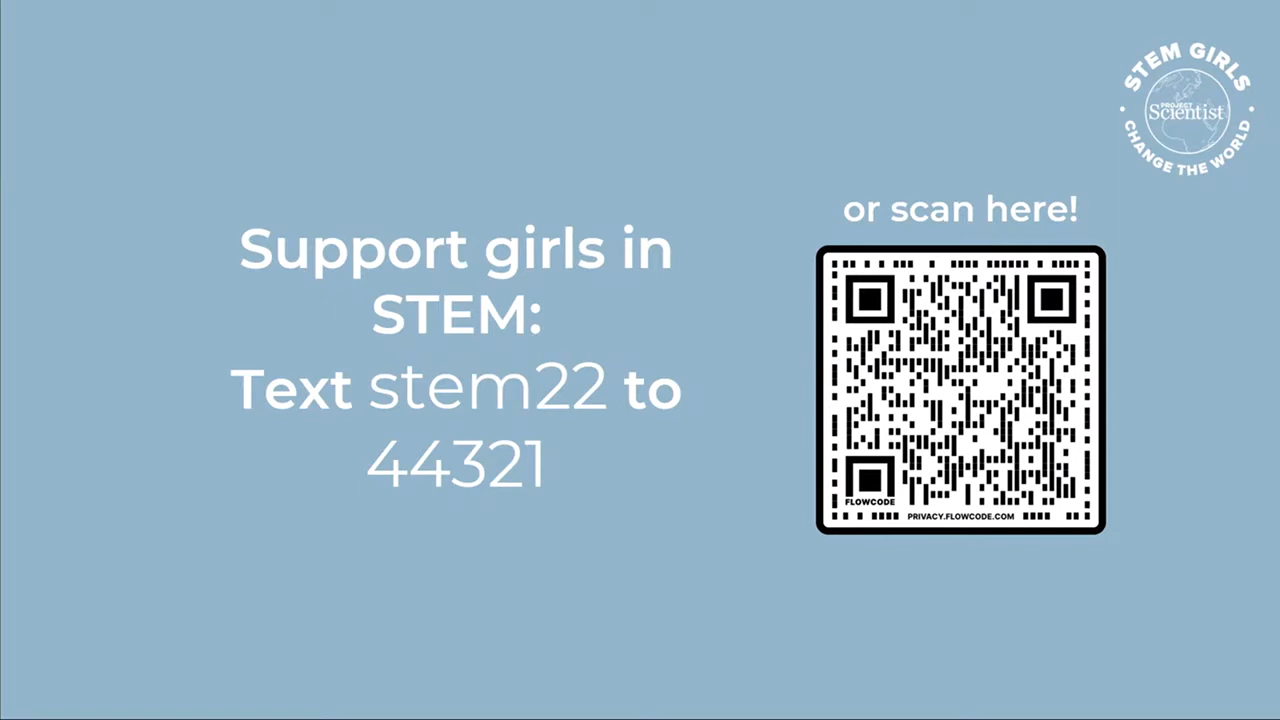 STEM GIRLS
PROJECT
Scientist
CHANGE THE WORLD
or scan here!
Support girls in
STEM:
Text stem22 to
44321
FLOWCODE
PRIVACY.FLOWCODE.COM